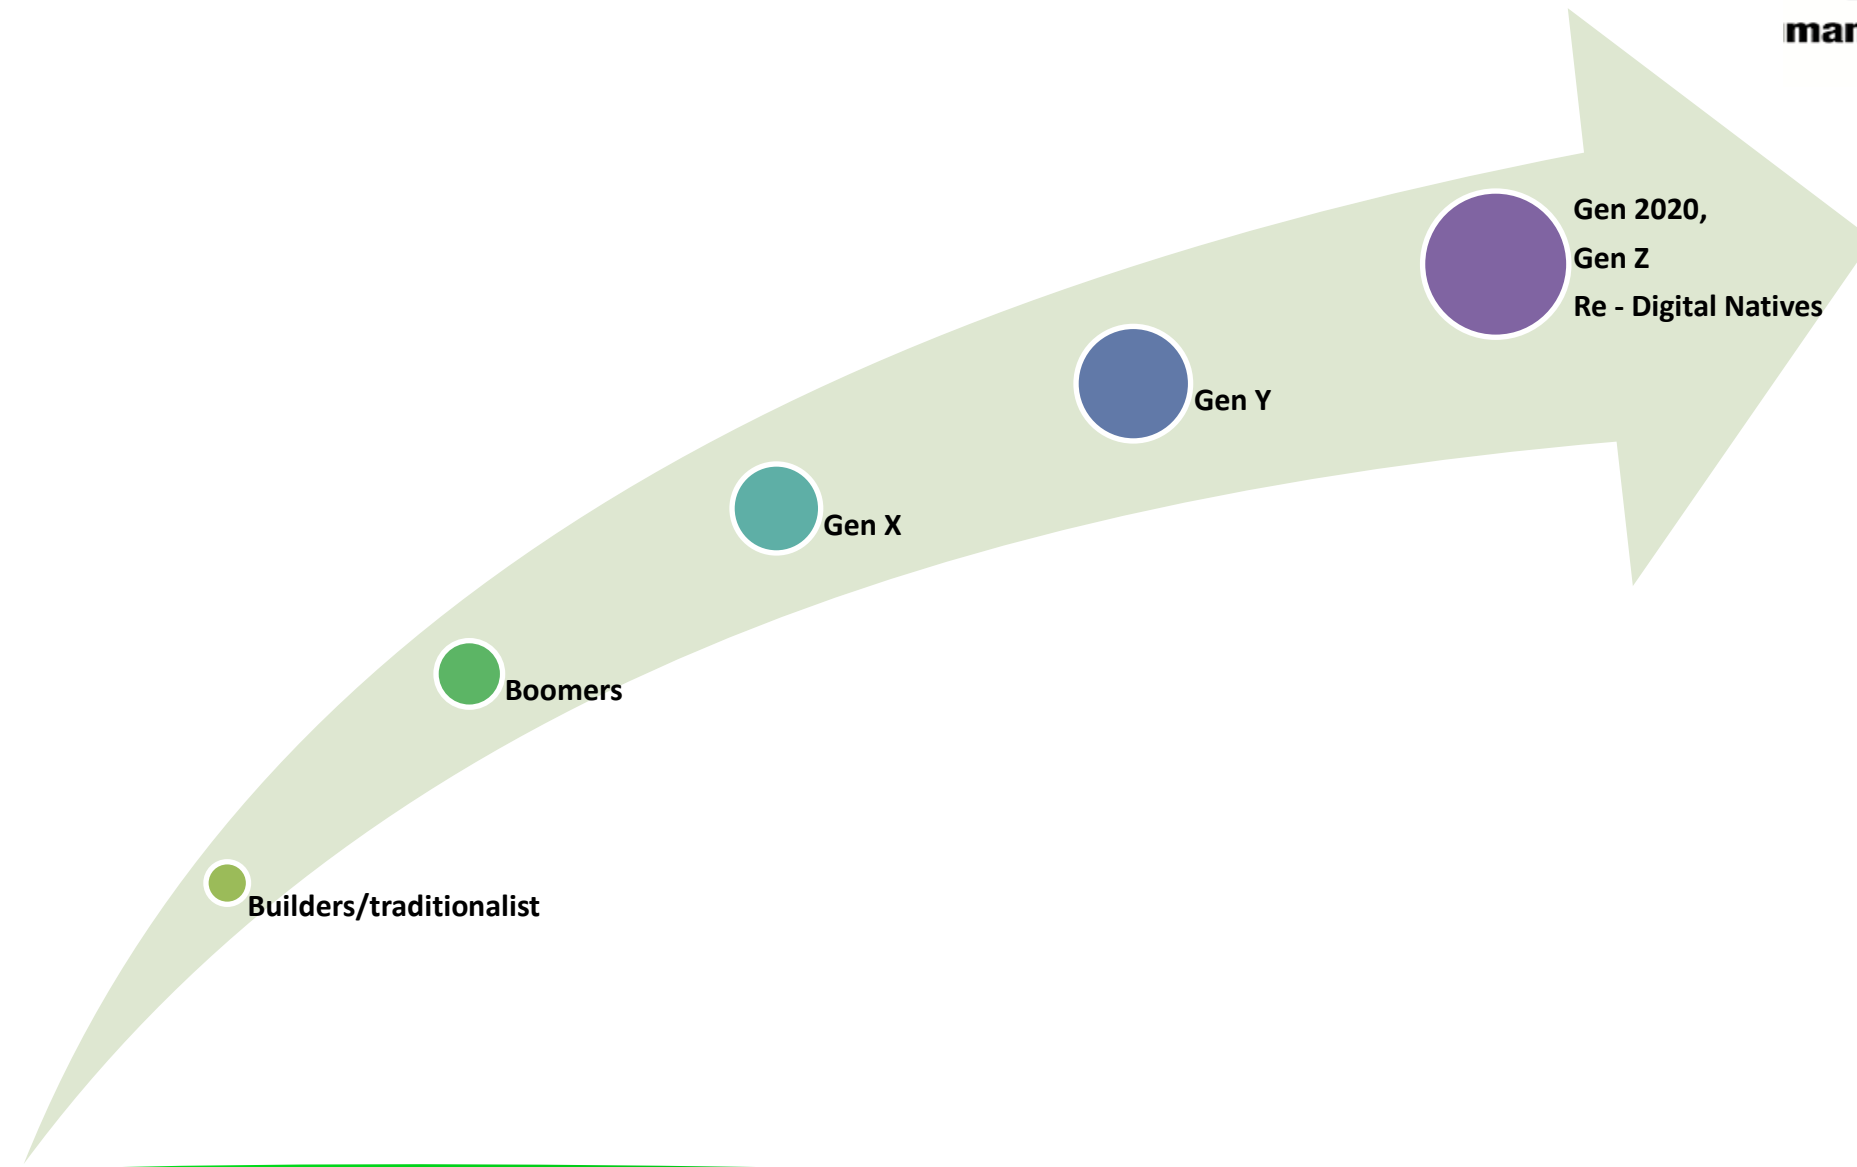 Gen 2020,
Gen Z
Re - Digital Natives
Gen Y
Gen X
Boomers
Builders/traditionalist